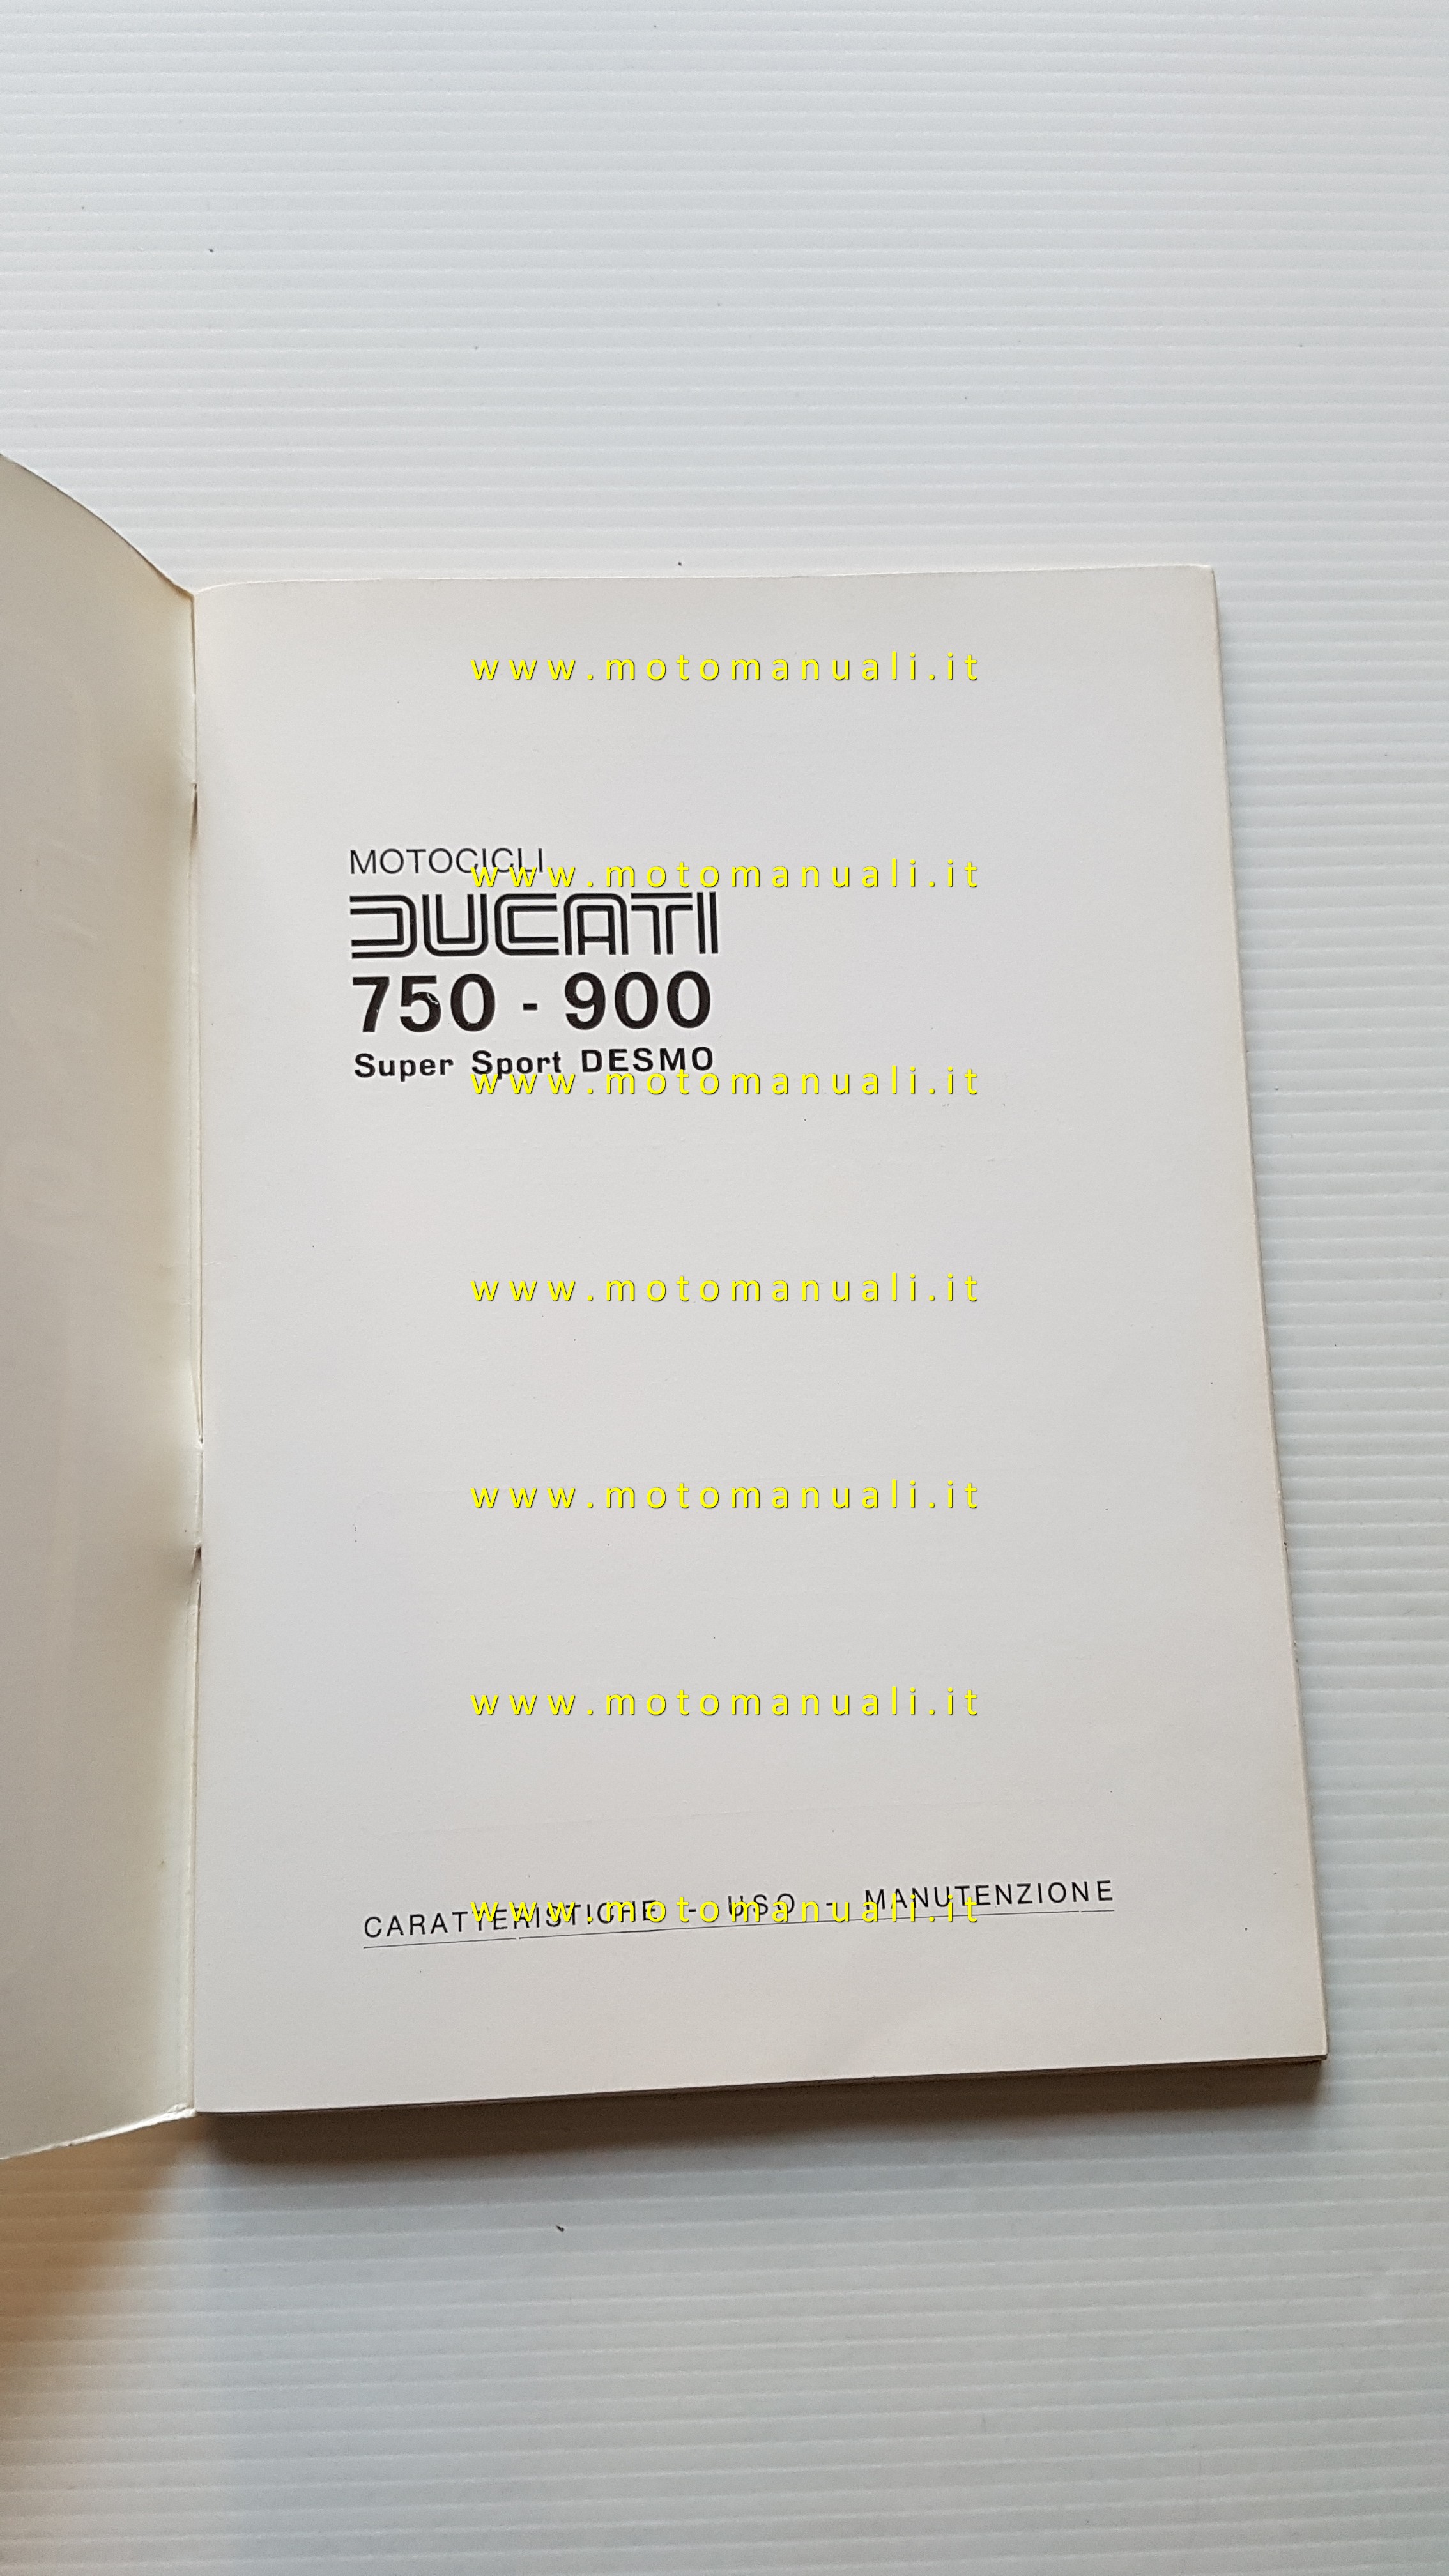 www.motomanuali.it
MOTOCICLI
www.motomanuali.it
DUCATI
750 - 900
Super Sport DESMO
www.motomanuali.it
www.motomanuali.it
www.motomanuali.it
www.motomanuali.it
CARATTERISTICHE - USO - MANUTENZIONE
www.motomanuali.it